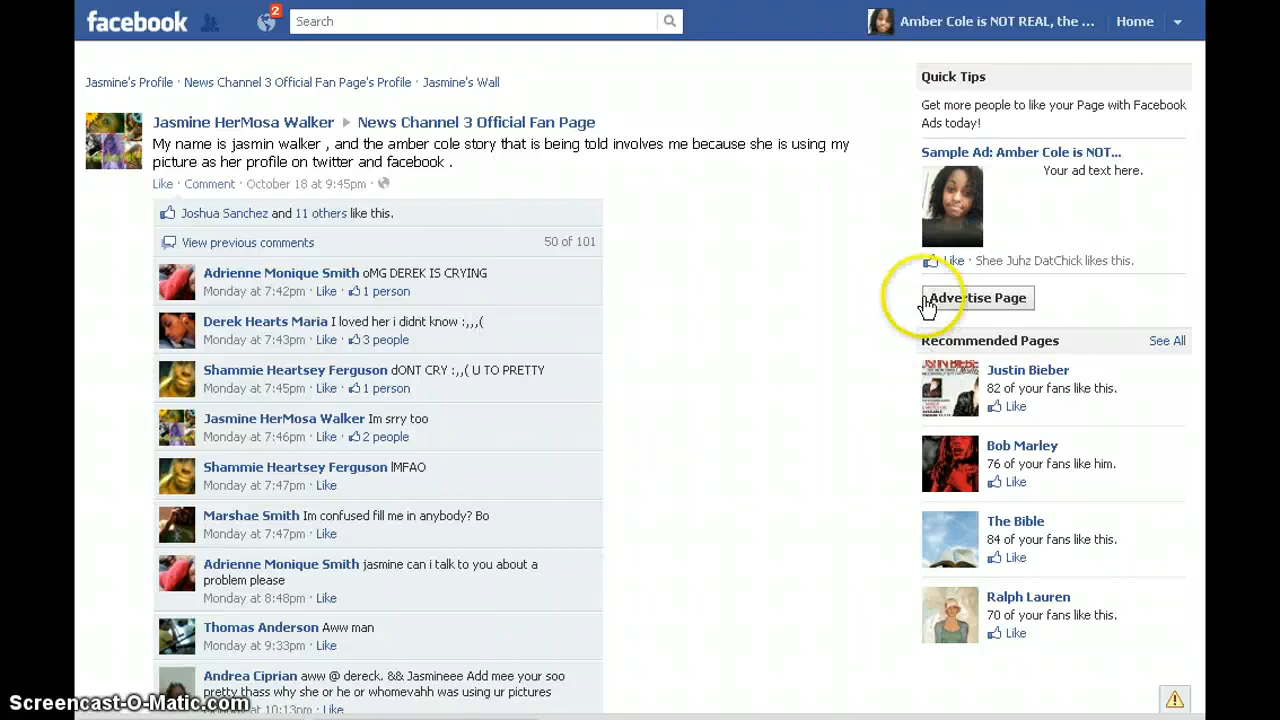 facebook
2
Search
Amber Cole is NOT REAL, the ...
Home
Jasmine's Profile · News Channel 3 Official Fan Page's Profile · Jasmine's Wall
Jasmine HerMosa Walker ▸ News Channel 3 Official Fan Page
My name is jasmin walker , and the amber cole story that is being told involves me because she is using my
picture as her profile on twitter and facebook .
Like · Comment · October 18 at 9:45pm ·
Joshua Sanchez and 11 others like this.
View previous comments
50 of 101
Adrienne Monique Smith oMG DEREK IS CRYING
Monday at 7:42pm · Like · 1 person
Derek Hearts Maria I loved her i didnt know :,,,(
Monday at 7:43pm · Like · 3 people
Shammie Heartsey Ferguson DONT CRY :,,( U TO PRETTY
Monday at 7:45pm · Like · 1 person
Jasmine HerMosa Walker Im srry too
Monday at 7:46pm · Like · 2 people
Shammie Heartsey Ferguson lMFAO
Monday at 7:47pm · Like
Marshae Smith Im confused fill me in anybody? Bo
Monday at 7:47pm · Like
Adrienne Monique Smith jasmine can i talk to you about a
proplem please
Monday at 8:48pm · Like
Thomas Anderson Aww man
Monday at 9:33pm · Like
Andrea Ciprian aww @ dereck. && Jasmineee Add mee your soo
pretty thass why she or he or whomevahh was using ur pictures
Monday at 10:13pm · Like
Quick Tips
Get more people to like your Page with Facebook
Ads today!
Sample Ad: Amber Cole is NOT...
Your ad text here.
Like · Shee Juhz DatChick likes this.
Advertise Page
Recommended Pages
See All
Justin Bieber
82 of your fans like this.
Like
Bob Marley
76 of your fans like him.
Like
The Bible
84 of your fans like this.
Like
Ralph Lauren
70 of your fans like this.
Like
Screencast-O-Matic.com